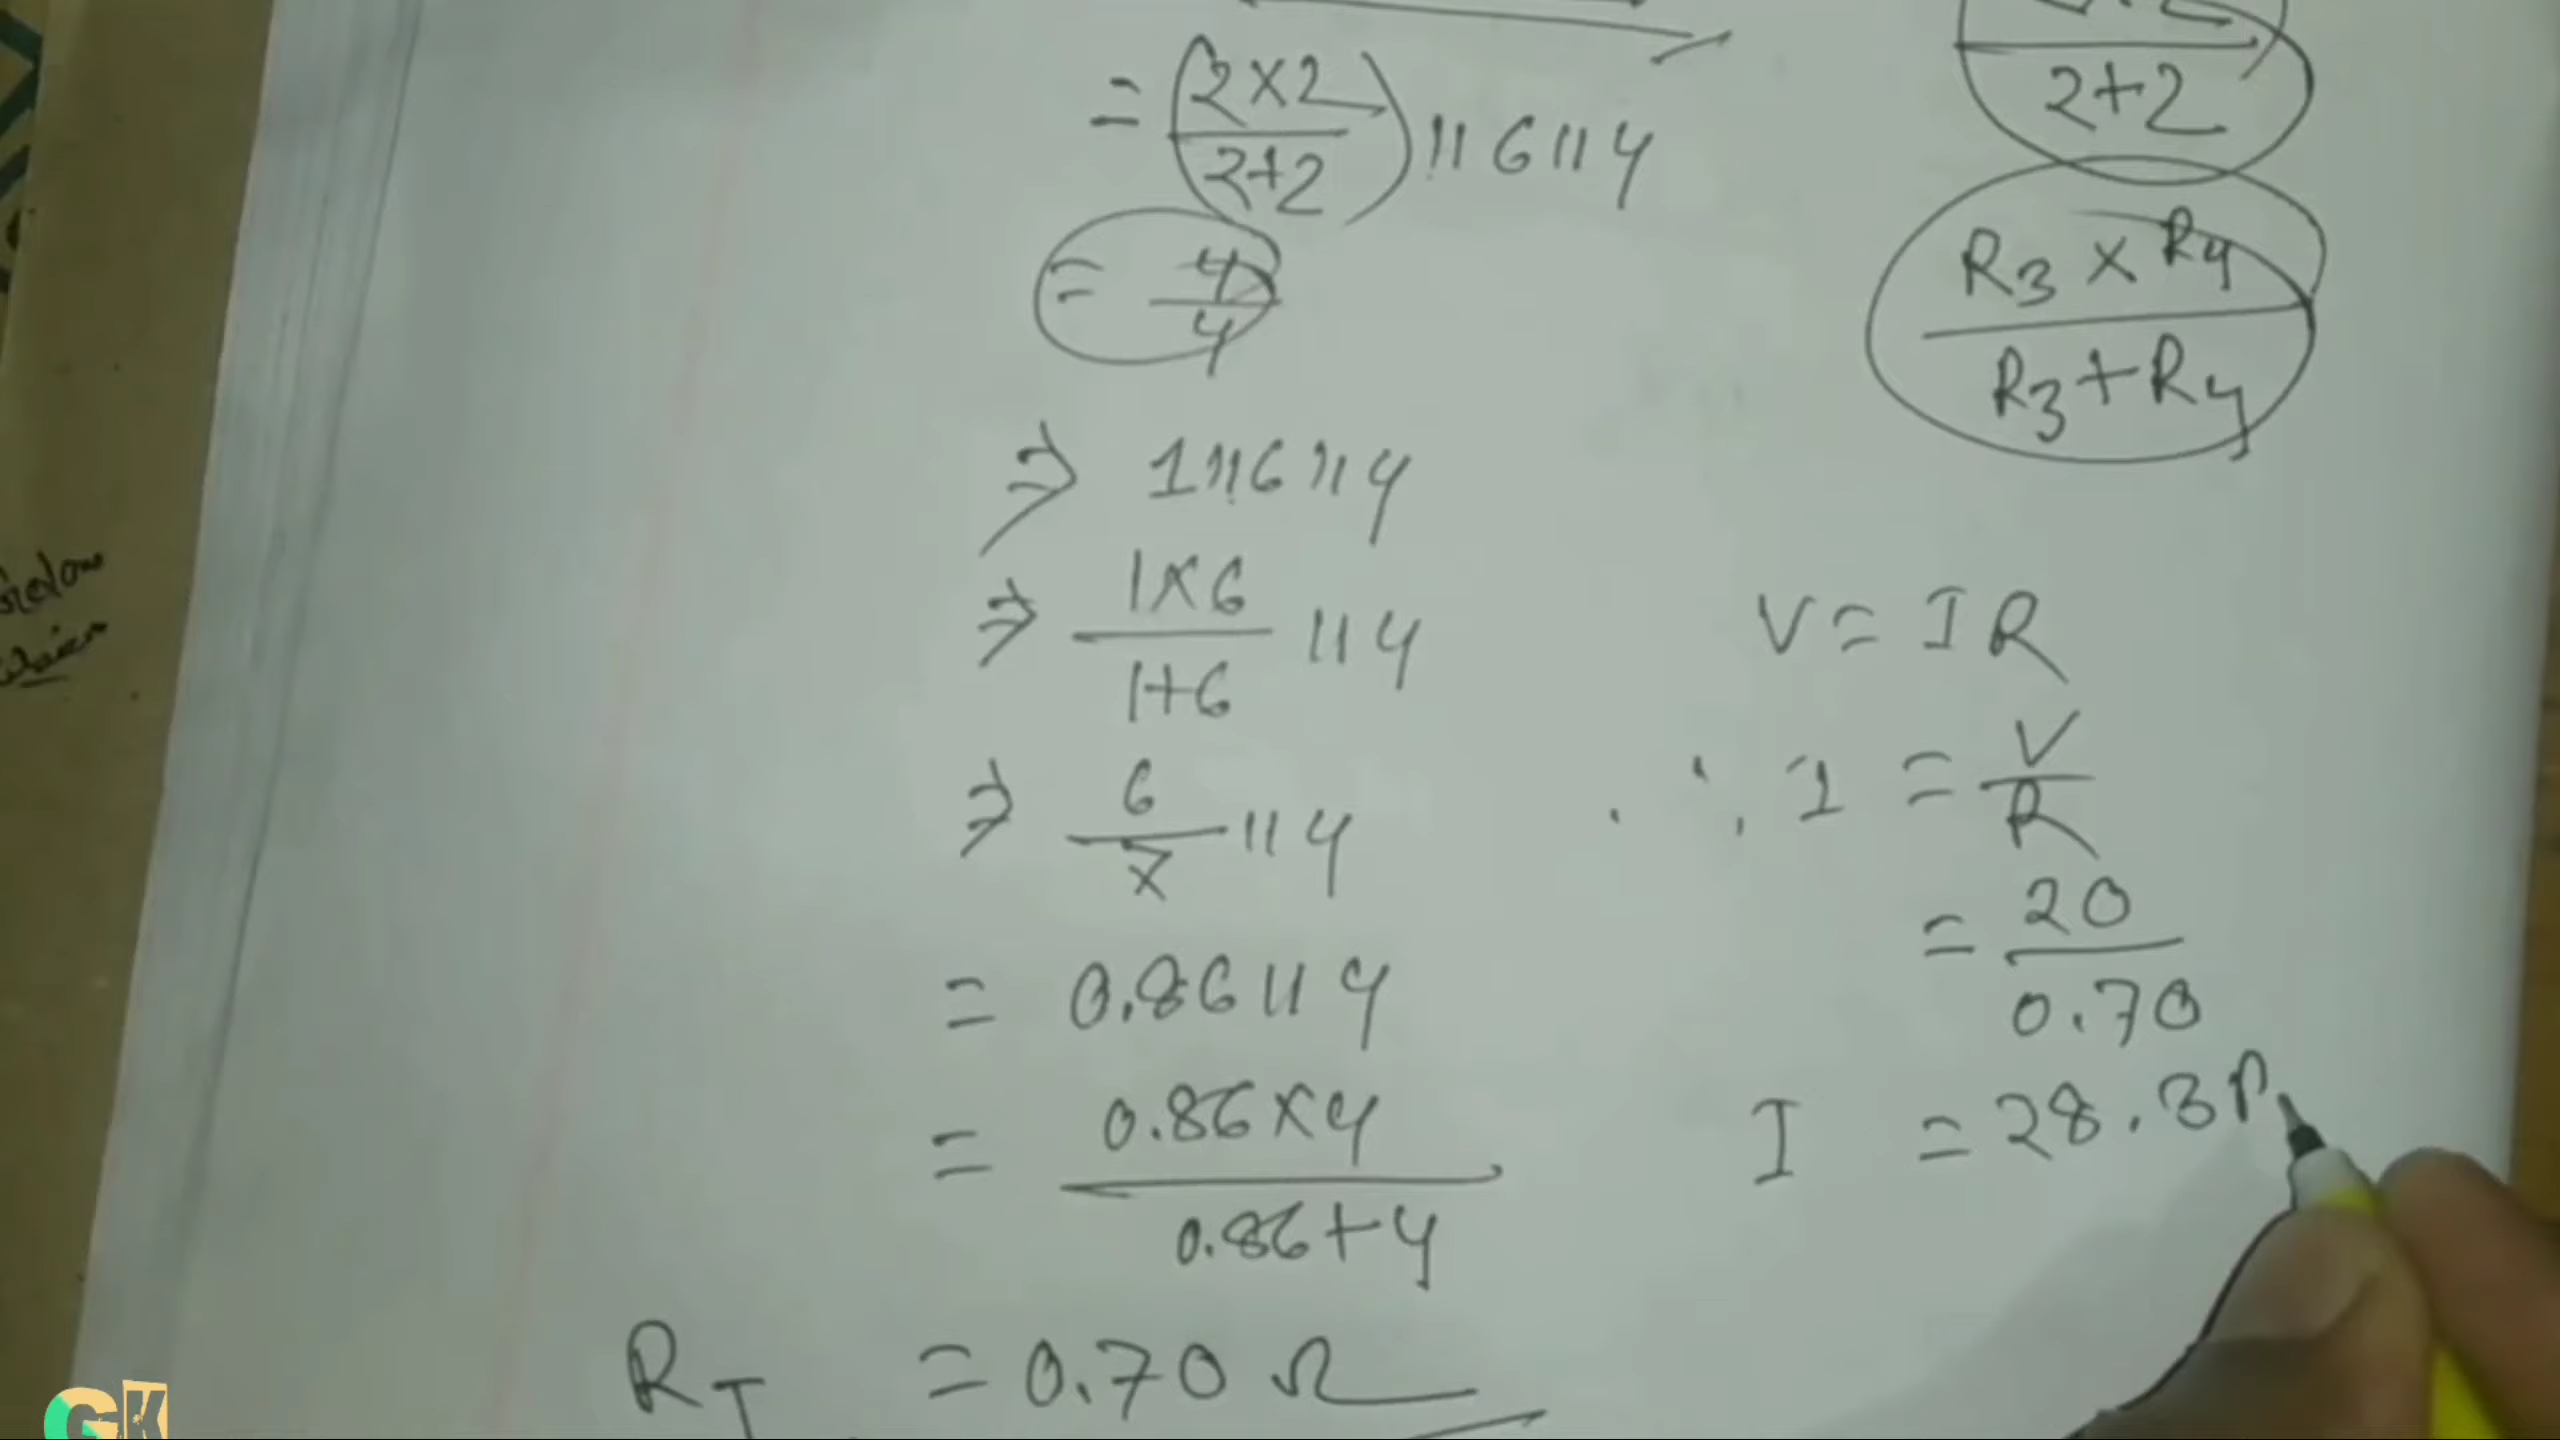 = (2×2 / 2+2) || 6 || 4
= 4/4
⇒ 1 || 6 || 4
⇒ 1×6 / 1+6 || 4
⇒ 6/7 || 4
= 0.86 || 4
= 0.86×4 / 0.86+4
R_T = 0.70 Ω
2+2
R3 × R4 / R3 + R4
V = I R
∴ I = V/R
= 20 / 0.70
I = 28.3
GK